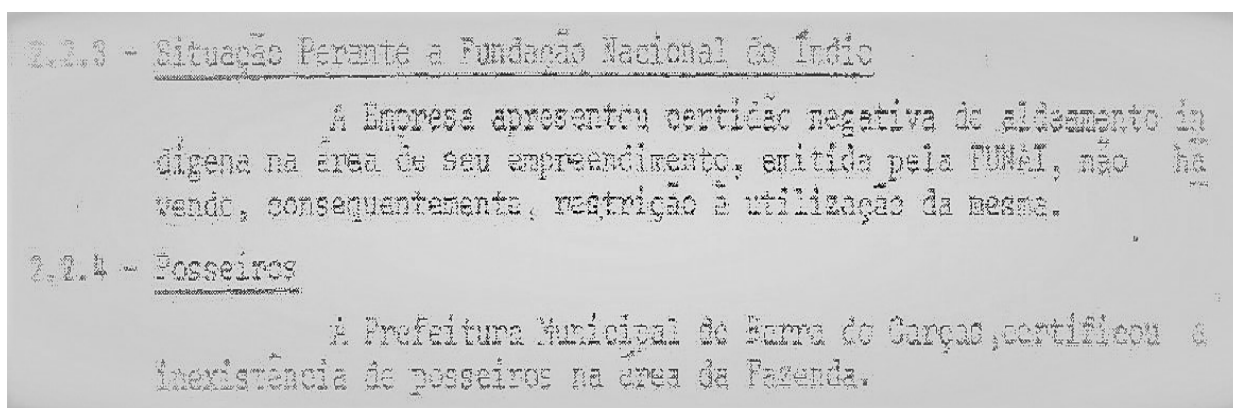 2.2.3 - Situação Perante a Fundação Nacional do Índio
A Empresa apresentou certidão negativa de aldeamento in
dígena na área de seu empreendimento, emitida pela FUNAI, não há
vendo, consequentemente, restrição à utilização da mesma.
2.2.4 - Posseiros
A Prefeitura Municipal de Barra do Garças,certificou a
inexistência de posseiros na área da Fazenda.